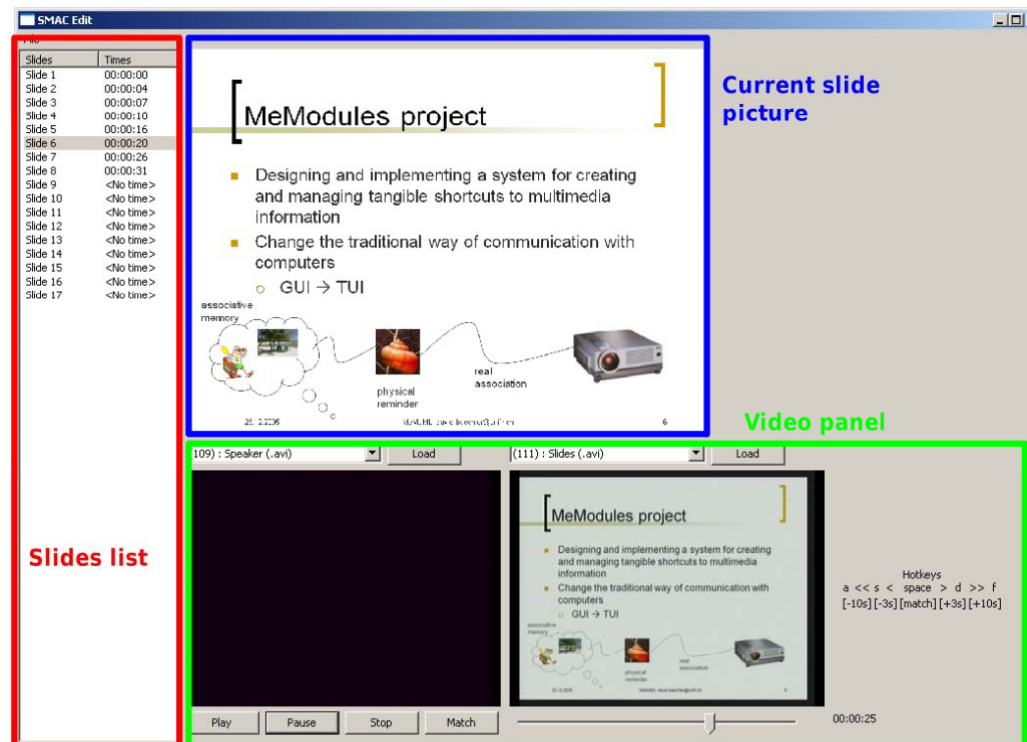 SMAC Edit
File
Slides Times
Slide 1 00:00:00
Slide 2 00:00:04
Slide 3 00:00:07
Slide 4 00:00:10
Slide 5 00:00:16
Slide 6 00:00:20
Slide 7 00:00:26
Slide 8 00:00:31
Slide 9 <No time>
Slide 10 <No time>
Slide 11 <No time>
Slide 12 <No time>
Slide 13 <No time>
Slide 14 <No time>
Slide 15 <No time>
Slide 16 <No time>
Slide 17 <No time>
Slides list
MeModules project
Designing and implementing a system for creating
and managing tangible shortcuts to multimedia
information
Change the traditional way of communication with
computers
GUI → TUI
associative
memory
physical
reminder
real
association
6
Current slide
picture
Video panel
109) : Speaker (.avi) Load
(111) : Slides (.avi) Load
MeModules project
Designing and implementing a system for creating
and managing tangible shortcuts to multimedia
information
Change the traditional way of communication with
computers
GUI → TUI
associative
memory
physical
reminder
real
association
Hotkeys
a << s < space > d >> f
[-10s] [-3s] [match] [+3s] [+10s]
Play Pause Stop Match
00:00:25